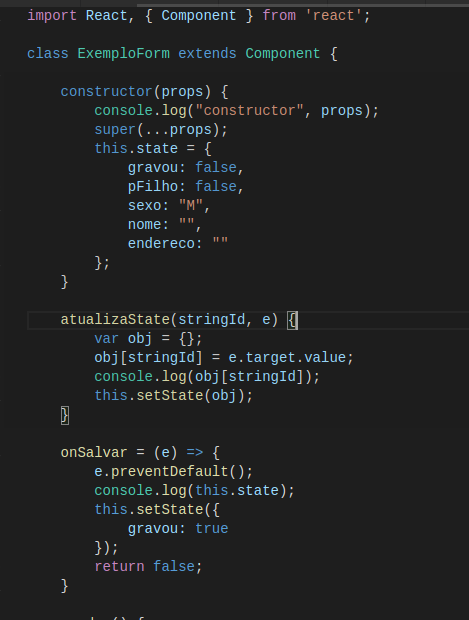 import React, { Component } from 'react';
class ExemploForm extends Component {
constructor(props) {
console.log("constructor", props);
super(...props);
this.state = {
gravou: false,
pFilho: false,
sexo: "M",
nome: "",
endereco: ""
};
}
atualizaState(stringId, e) {
var obj = {};
obj[stringId] = e.target.value;
console.log(obj[stringId]);
this.setState(obj);
}
onSalvar = (e) => {
e.preventDefault();
console.log(this.state);
this.setState({
gravou: true
});
return false;
}